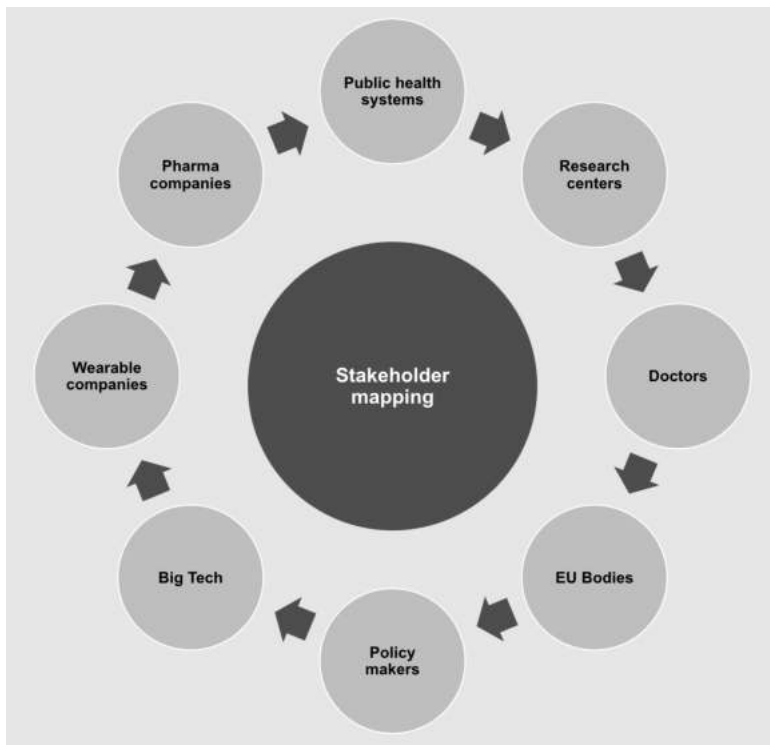 Public health
systems
Research
centers
Doctors
EU Bodies
Policy
makers
Big Tech
Wearable
companies
Pharma
companies
Stakeholder
mapping